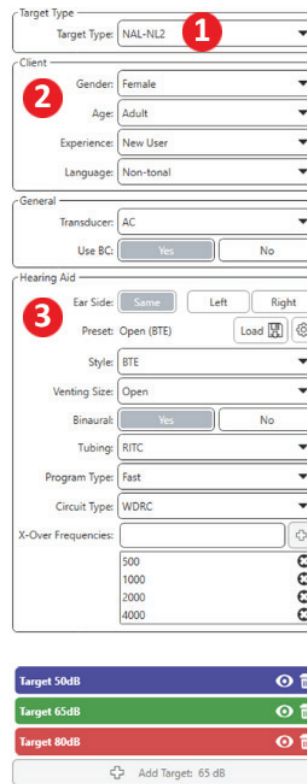 Target Type
Target Type: NAL-NL2 1
Client
2
Gender: Female
Age: Adult
Experience: New User
Language: Non-tonal
General
Transducer: AC
Use BC: Yes No
Hearing Aid
3
Ear Side: Same Left Right
Preset: Open (BTE) Load
Style: BTE
Venting Size: Open
Binaural: Yes No
Tubing: RITC
Program Type: Fast
Circuit Type: WDRC
X-Over Frequencies:
500
1000
2000
4000
Target 50dB
Target 65dB
Target 80dB
Add Target: 65 dB